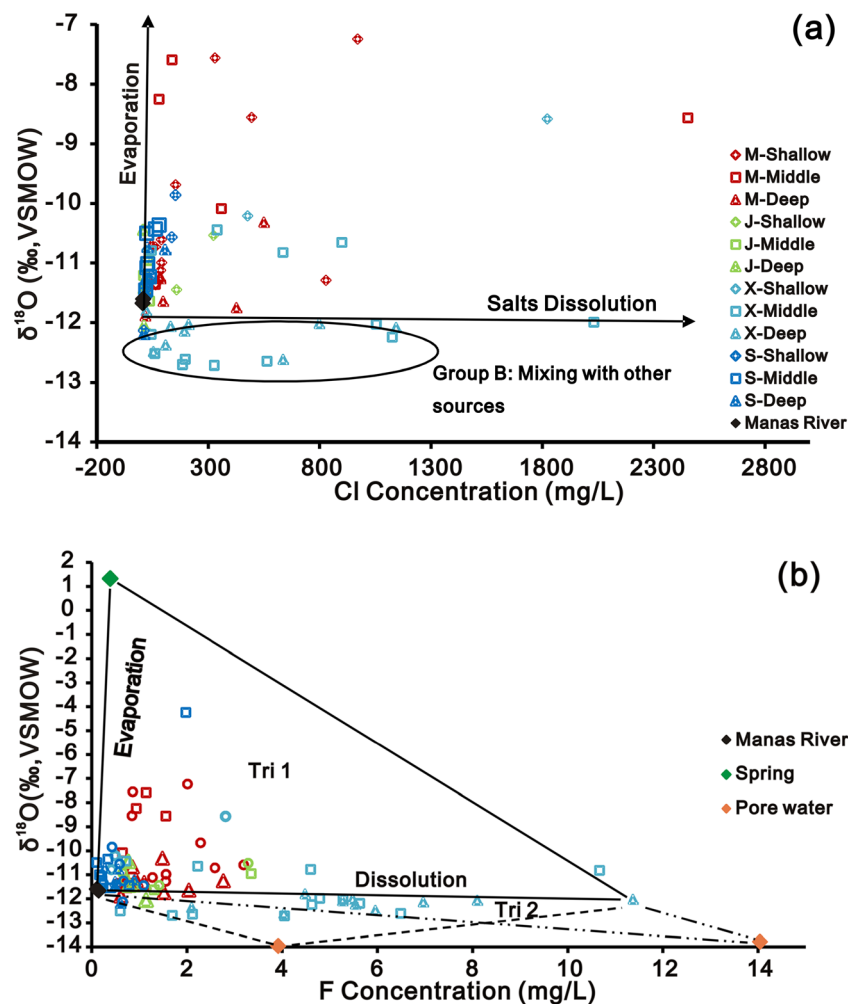 (a)
δ¹⁸O (‰,VSMOW)
-7
-8
-9
-10
-11
-12
-13
-14
Evaporation
Salts Dissolution
Group B: Mixing with other
sources
M-Shallow
M-Middle
M-Deep
J-Shallow
J-Middle
J-Deep
X-Shallow
X-Middle
X-Deep
S-Shallow
S-Middle
S-Deep
Manas River
-200
300
800
1300
1800
2300
2800
Cl Concentration (mg/L)
(b)
δ¹⁸O(‰,VSMOW)
2
1
0
-1
-2
-3
-4
-5
-6
-7
-8
-9
-10
-11
-12
-13
-14
Evaporation
Tri 1
Dissolution
Tri 2
Manas River
Spring
Pore water
0
2
4
6
8
10
12
14
F Concentration (mg/L)